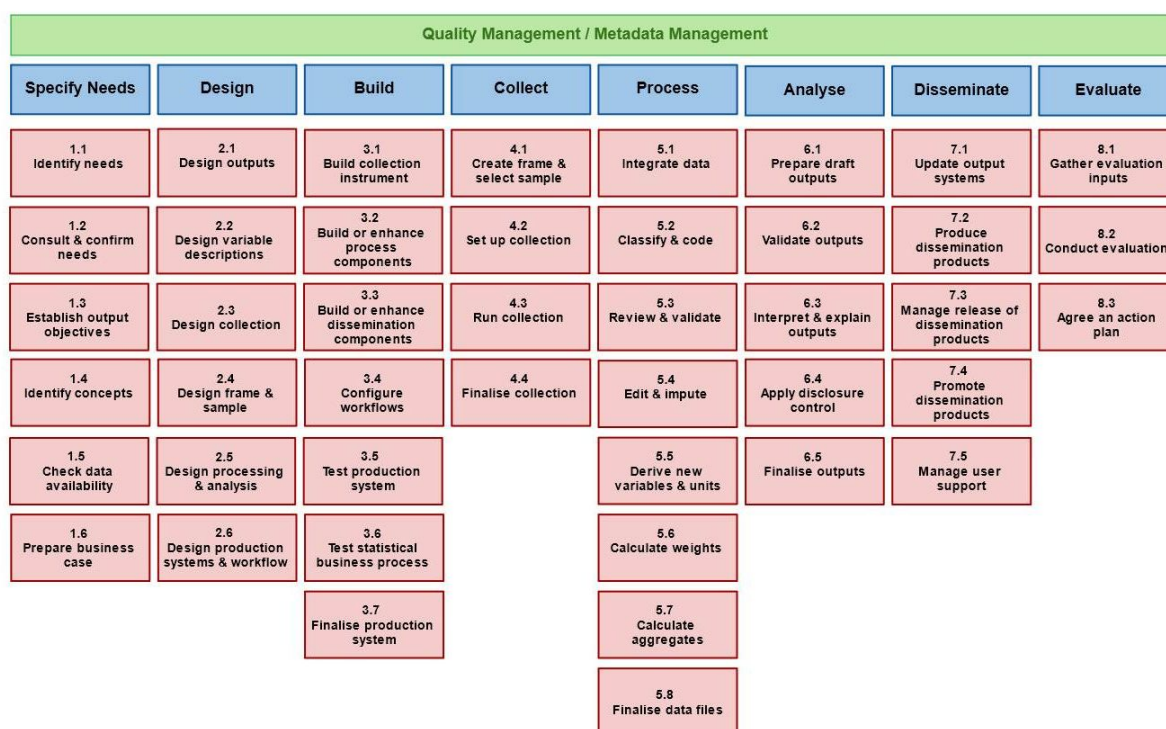 Quality Management / Metadata Management
Specify Needs
Design
Build
Collect
Process
Analyse
Disseminate
Evaluate
1.1
Identify needs
1.2
Consult & confirm
needs
1.3
Establish output
objectives
1.4
Identify concepts
1.5
Check data
availability
1.6
Prepare business
case
2.1
Design outputs
2.2
Design variable
descriptions
2.3
Design collection
2.4
Design frame &
sample
2.5
Design processing
& analysis
2.6
Design production
systems & workflow
3.1
Build collection
instrument
3.2
Build or enhance
process
components
3.3
Build or enhance
dissemination
components
3.4
Configure
workflows
3.5
Test production
system
3.6
Test statistical
business process
3.7
Finalise production
system
4.1
Create frame &
select sample
4.2
Set up collection
4.3
Run collection
4.4
Finalise collection
5.1
Integrate data
5.2
Classify & code
5.3
Review & validate
5.4
Edit & impute
5.5
Derive new
variables & units
5.6
Calculate weights
5.7
Calculate
aggregates
5.8
Finalise data files
6.1
Prepare draft
outputs
6.2
Validate outputs
6.3
Interpret & explain
outputs
6.4
Apply disclosure
control
6.5
Finalise outputs
7.1
Update output
systems
7.2
Produce
dissemination
products
7.3
Manage release of
dissemination
products
7.4
Promote
dissemination
products
7.5
Manage user
support
8.1
Gather evaluation
inputs
8.2
Conduct evaluation
8.3
Agree an action
plan